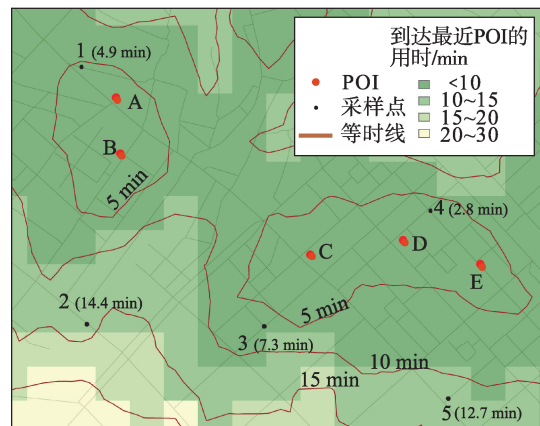 1 (4.9 min)
到达最近POI的
用时/min
POI
<10
采样点
10~15
等时线
15~20
20~30
A
B
5 min
4 (2.8 min)
C
D
E
5 min
2 (14.4 min)
3 (7.3 min)
10 min
15 min
5 (12.7 min)